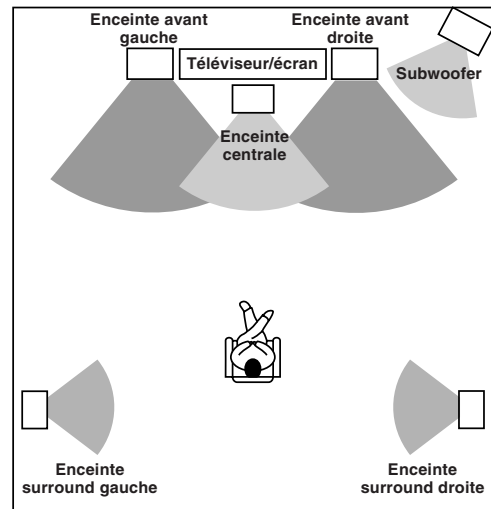 Enceinte avant
gauche
Enceinte avant
droite
Téléviseur/écran
Subwoofer
Enceinte
centrale
Enceinte
surround gauche
Enceinte
surround droite